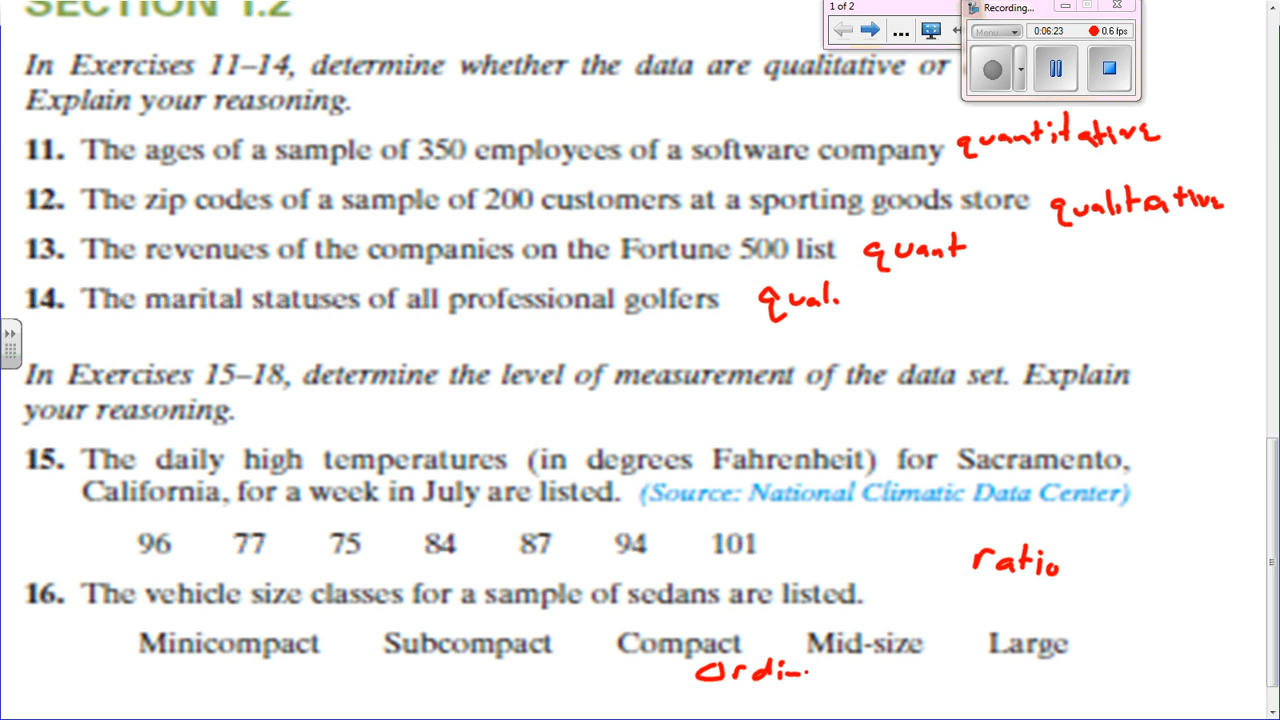 SECTION 1.2
1 of 2
Recording...
Menu
0:06:23
0.6 fps
In Exercises 11–14, determine whether the data are qualitative or
Explain your reasoning.
11. The ages of a sample of 350 employees of a software company quantitative
12. The zip codes of a sample of 200 customers at a sporting goods store qualitative
13. The revenues of the companies on the Fortune 500 list quant
14. The marital statuses of all professional golfers qual.
In Exercises 15–18, determine the level of measurement of the data set. Explain
your reasoning.
15. The daily high temperatures (in degrees Fahrenheit) for Sacramento,
California, for a week in July are listed. (Source: National Climatic Data Center)
96 77 75 84 87 94 101
ratio
16. The vehicle size classes for a sample of sedans are listed.
Minicompact Subcompact Compact Mid-size Large
ordin